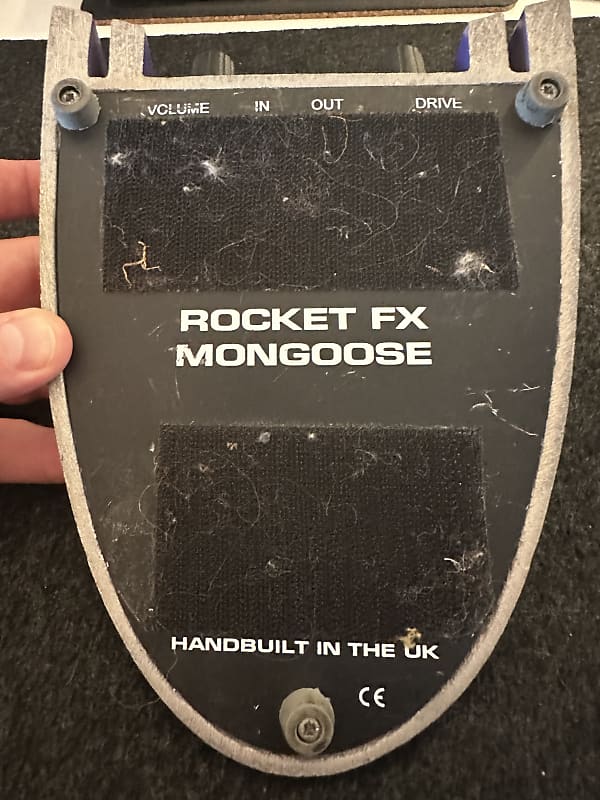 VOLUME IN OUT DRIVE
ROCKET FX
MONGOOSE
HANDBUILT IN THE UK
CE